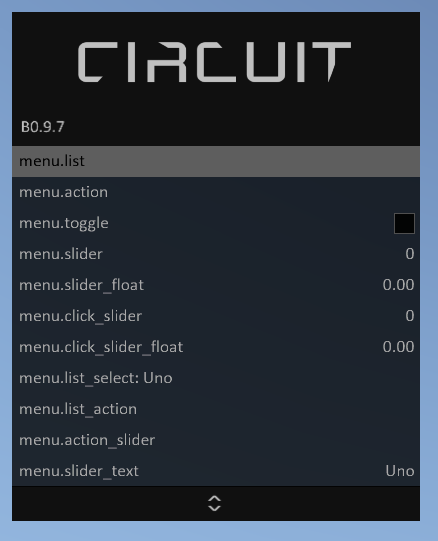 CIRCUIT
B0.9.7
menu.list
menu.action
menu.toggle
menu.slider 0
menu.slider_float 0.00
menu.click_slider 0
menu.click_slider_float 0.00
menu.list_select: Uno
menu.list_action
menu.action_slider
menu.slider_text Uno